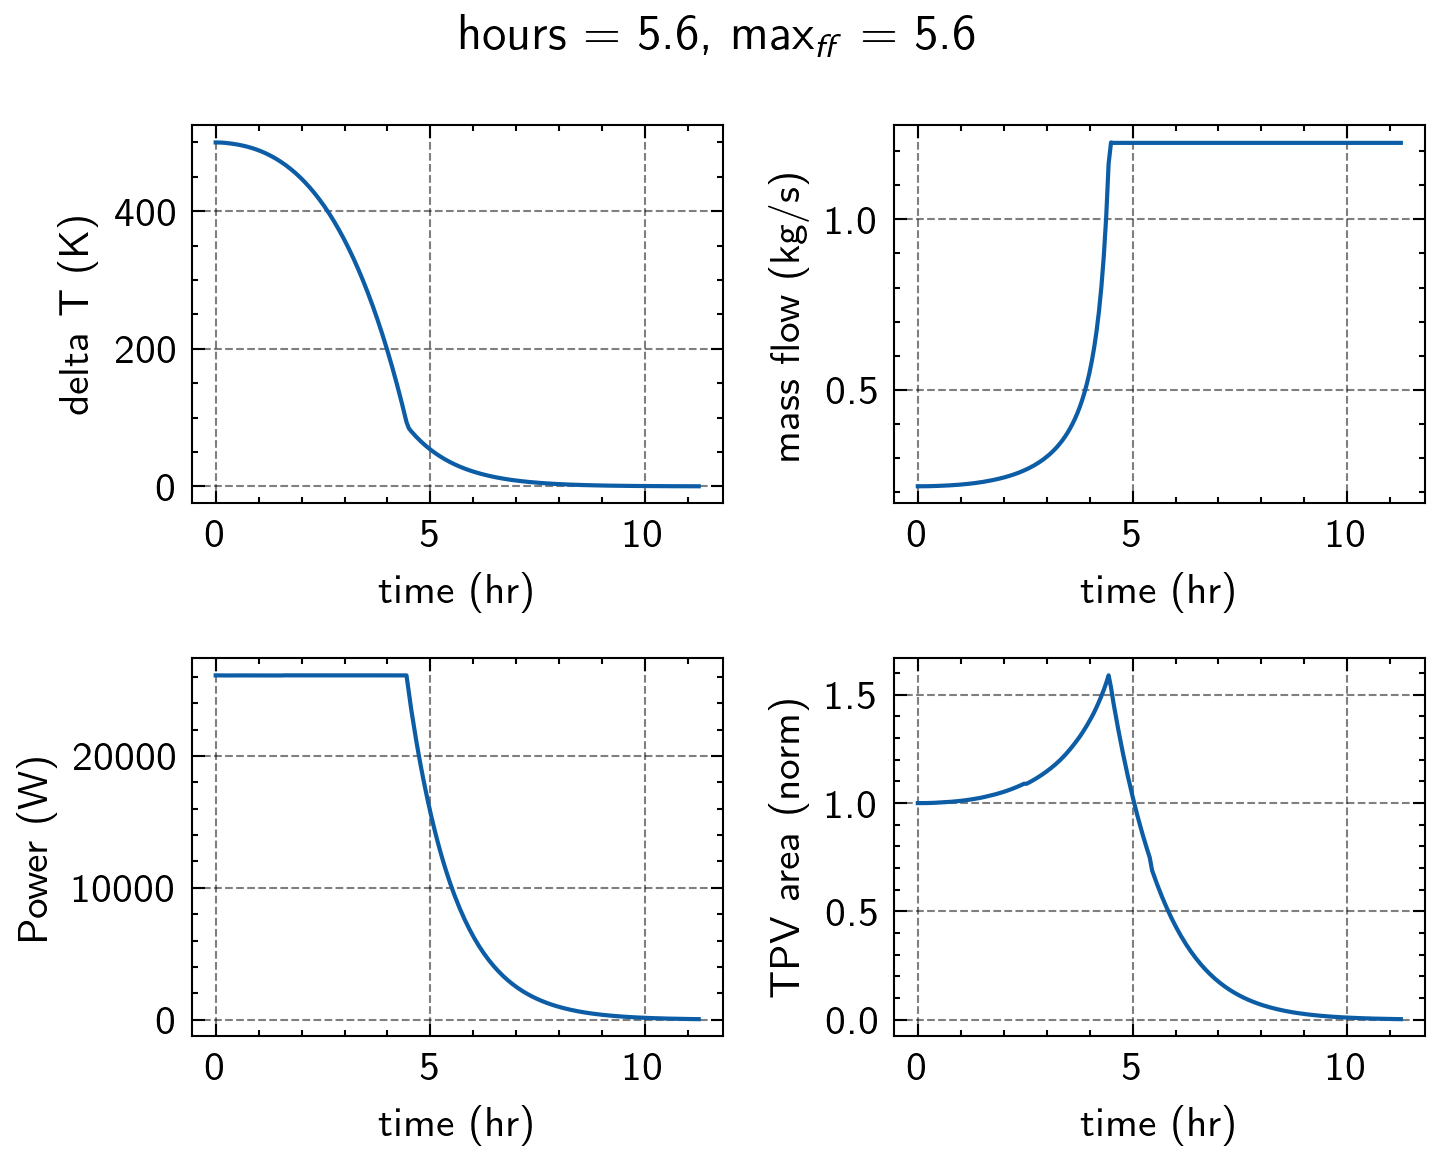 hours = 5.6, max_ff = 5.6
delta T (K)
400
200
0
0 5 10
time (hr)
mass flow (kg/s)
1.0
0.5
0 5 10
time (hr)
Power (W)
20000
10000
0
0 5 10
time (hr)
TPV area (norm)
1.5
1.0
0.5
0.0
0 5 10
time (hr)